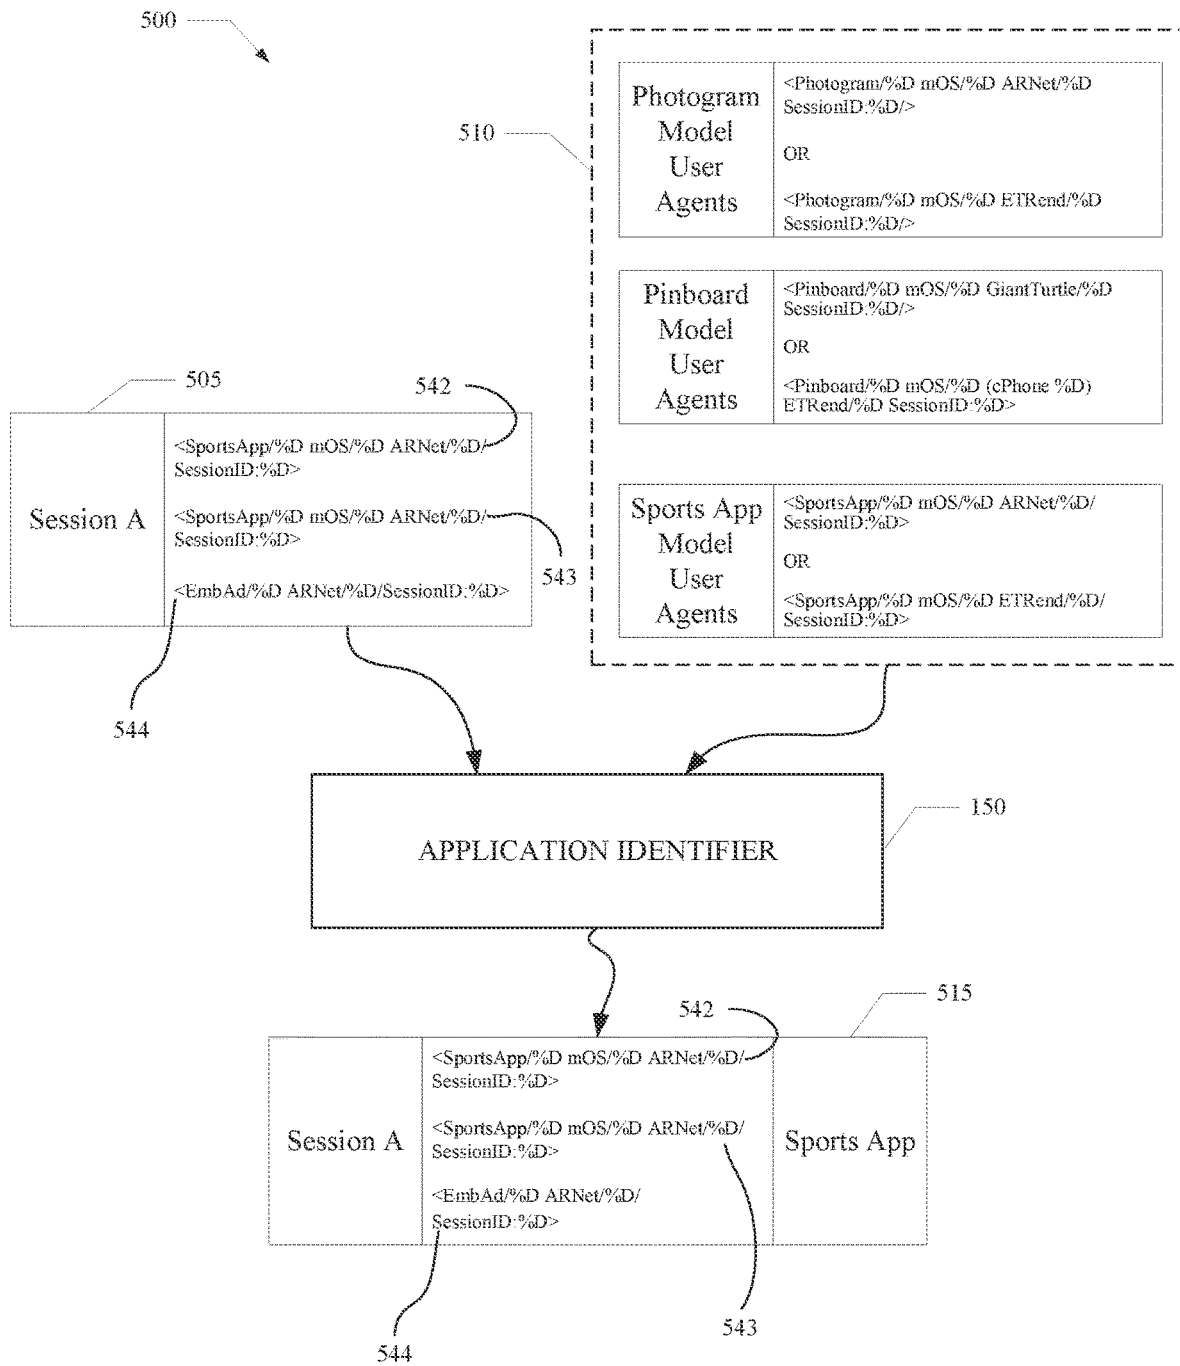 500
510
Photogram
Model
User
Agents
<Photogram/%D mOS/%D ARNet/%D
SessionID:%D/>
OR
<Photogram/%D mOS/%D ETRend/%D
SessionID:%D/>
Pinboard
Model
User
Agents
<Pinboard/%D mOS/%D GiantTurtle/%D
SessionID:%D/>
OR
<Pinboard/%D mOS/%D (cPhone %D)
ETRend/%D SessionID:%D>
Sports App
Model
User
Agents
<SportsApp/%D mOS/%D ARNet/%D/
SessionID:%D>
OR
<SportsApp/%D mOS/%D ETRend/%D/
SessionID:%D>
505
542
Session A
<SportsApp/%D mOS/%D ARNet/%D/
SessionID:%D>
<SportsApp/%D mOS/%D ARNet/%D/
SessionID:%D>
543
<EmbAd/%D ARNet/%D/SessionID:%D>
544
150
APPLICATION IDENTIFIER
515
542
Session A
<SportsApp/%D mOS/%D ARNet/%D/
SessionID:%D>
<SportsApp/%D mOS/%D ARNet/%D/
SessionID:%D>
<EmbAd/%D ARNet/%D/
SessionID:%D>
Sports App
543
544